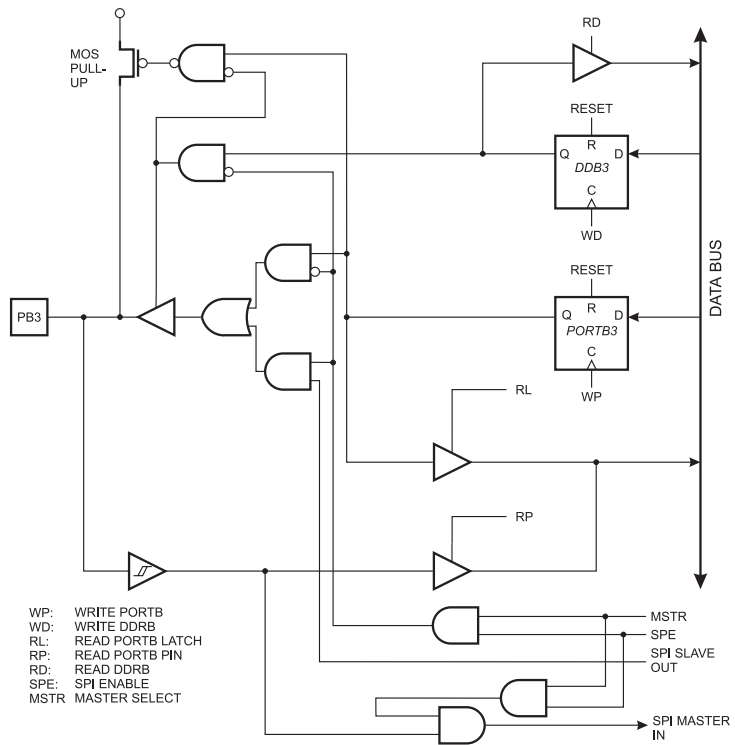 RD
MOS
PULL-
UP
RESET
R
Q
D
DDB3
C
WD
RESET
R
Q
D
PORTB3
C
WP
DATA BUS
PB3
RL
RP
WP: WRITE PORTB
WD: WRITE DDRB
RL: READ PORTB LATCH
RP: READ PORTB PIN
RD: READ DDRB
SPE: SPI ENABLE
MSTR MASTER SELECT
MSTR
SPE
SPI SLAVE
OUT
SPI MASTER
IN